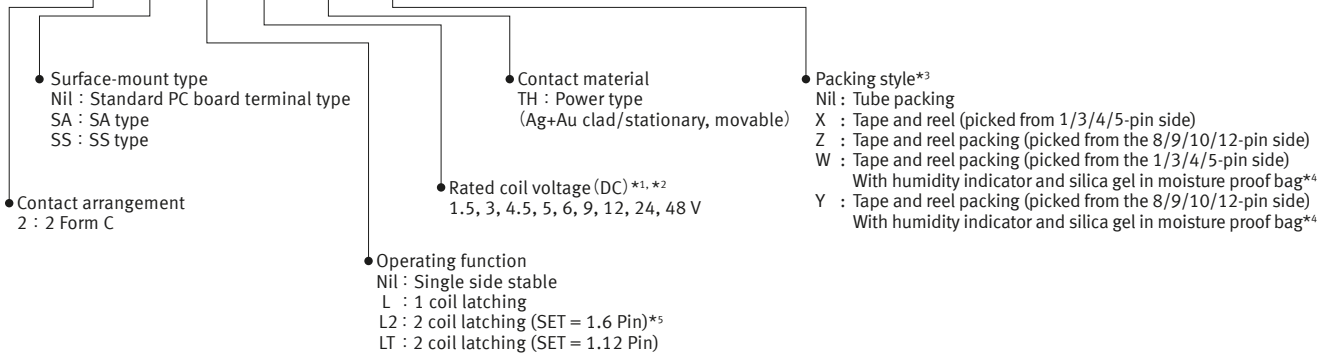 Surface-mount type
Nil : Standard PC board terminal type
SA : SA type
SS : SS type
Contact material
TH : Power type
(Ag+Au clad/stationary, movable)
Packing style*3
Nil : Tube packing
X : Tape and reel (picked from 1/3/4/5-pin side)
Z : Tape and reel packing (picked from the 8/9/10/12-pin side)
W : Tape and reel packing (picked from the 1/3/4/5-pin side)
With humidity indicator and silica gel in moisture proof bag*4
Y : Tape and reel packing (picked from the 8/9/10/12-pin side)
With humidity indicator and silica gel in moisture proof bag*4
Rated coil voltage (DC) *1, *2
1.5, 3, 4.5, 5, 6, 9, 12, 24, 48 V
Contact arrangement
2 : 2 Form C
Operating function
Nil : Single side stable
L : 1 coil latching
L2 : 2 coil latching (SET = 1.6 Pin)*5
LT : 2 coil latching (SET = 1.12 Pin)